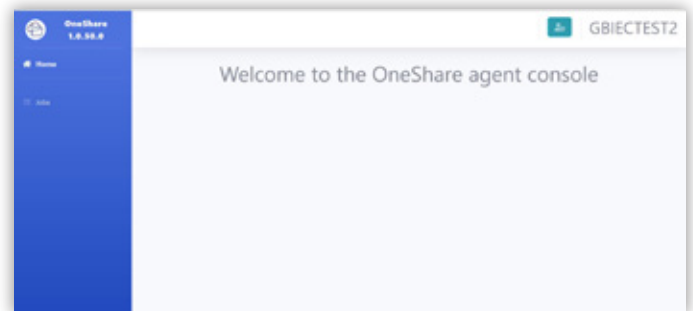 OneShare
1.0.50.0
GBIECTEST2
Home
Welcome to the OneShare agent console
Jobs